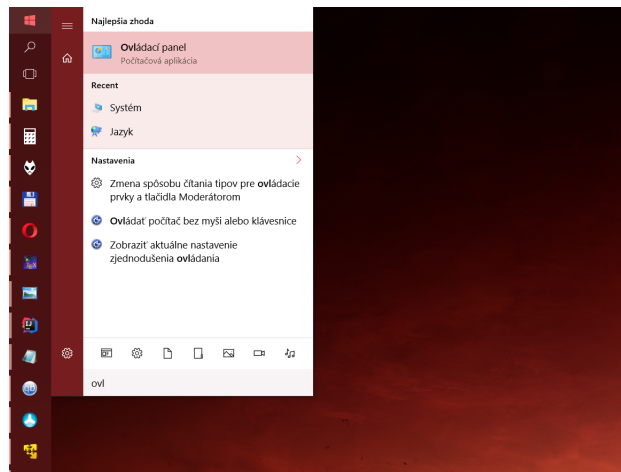 Najlepšia zhoda
Ovládací panel
Počítačová aplikácia
Recent
Systém
Jazyk
Nastavenia
Zmena spôsobu čítania tipov pre ovládacie
prvky a tlačidla Moderátorom
Ovládať počítač bez myši alebo klávesnice
Zobraziť aktuálne nastavenie
zjednodušenia ovládania
ovl